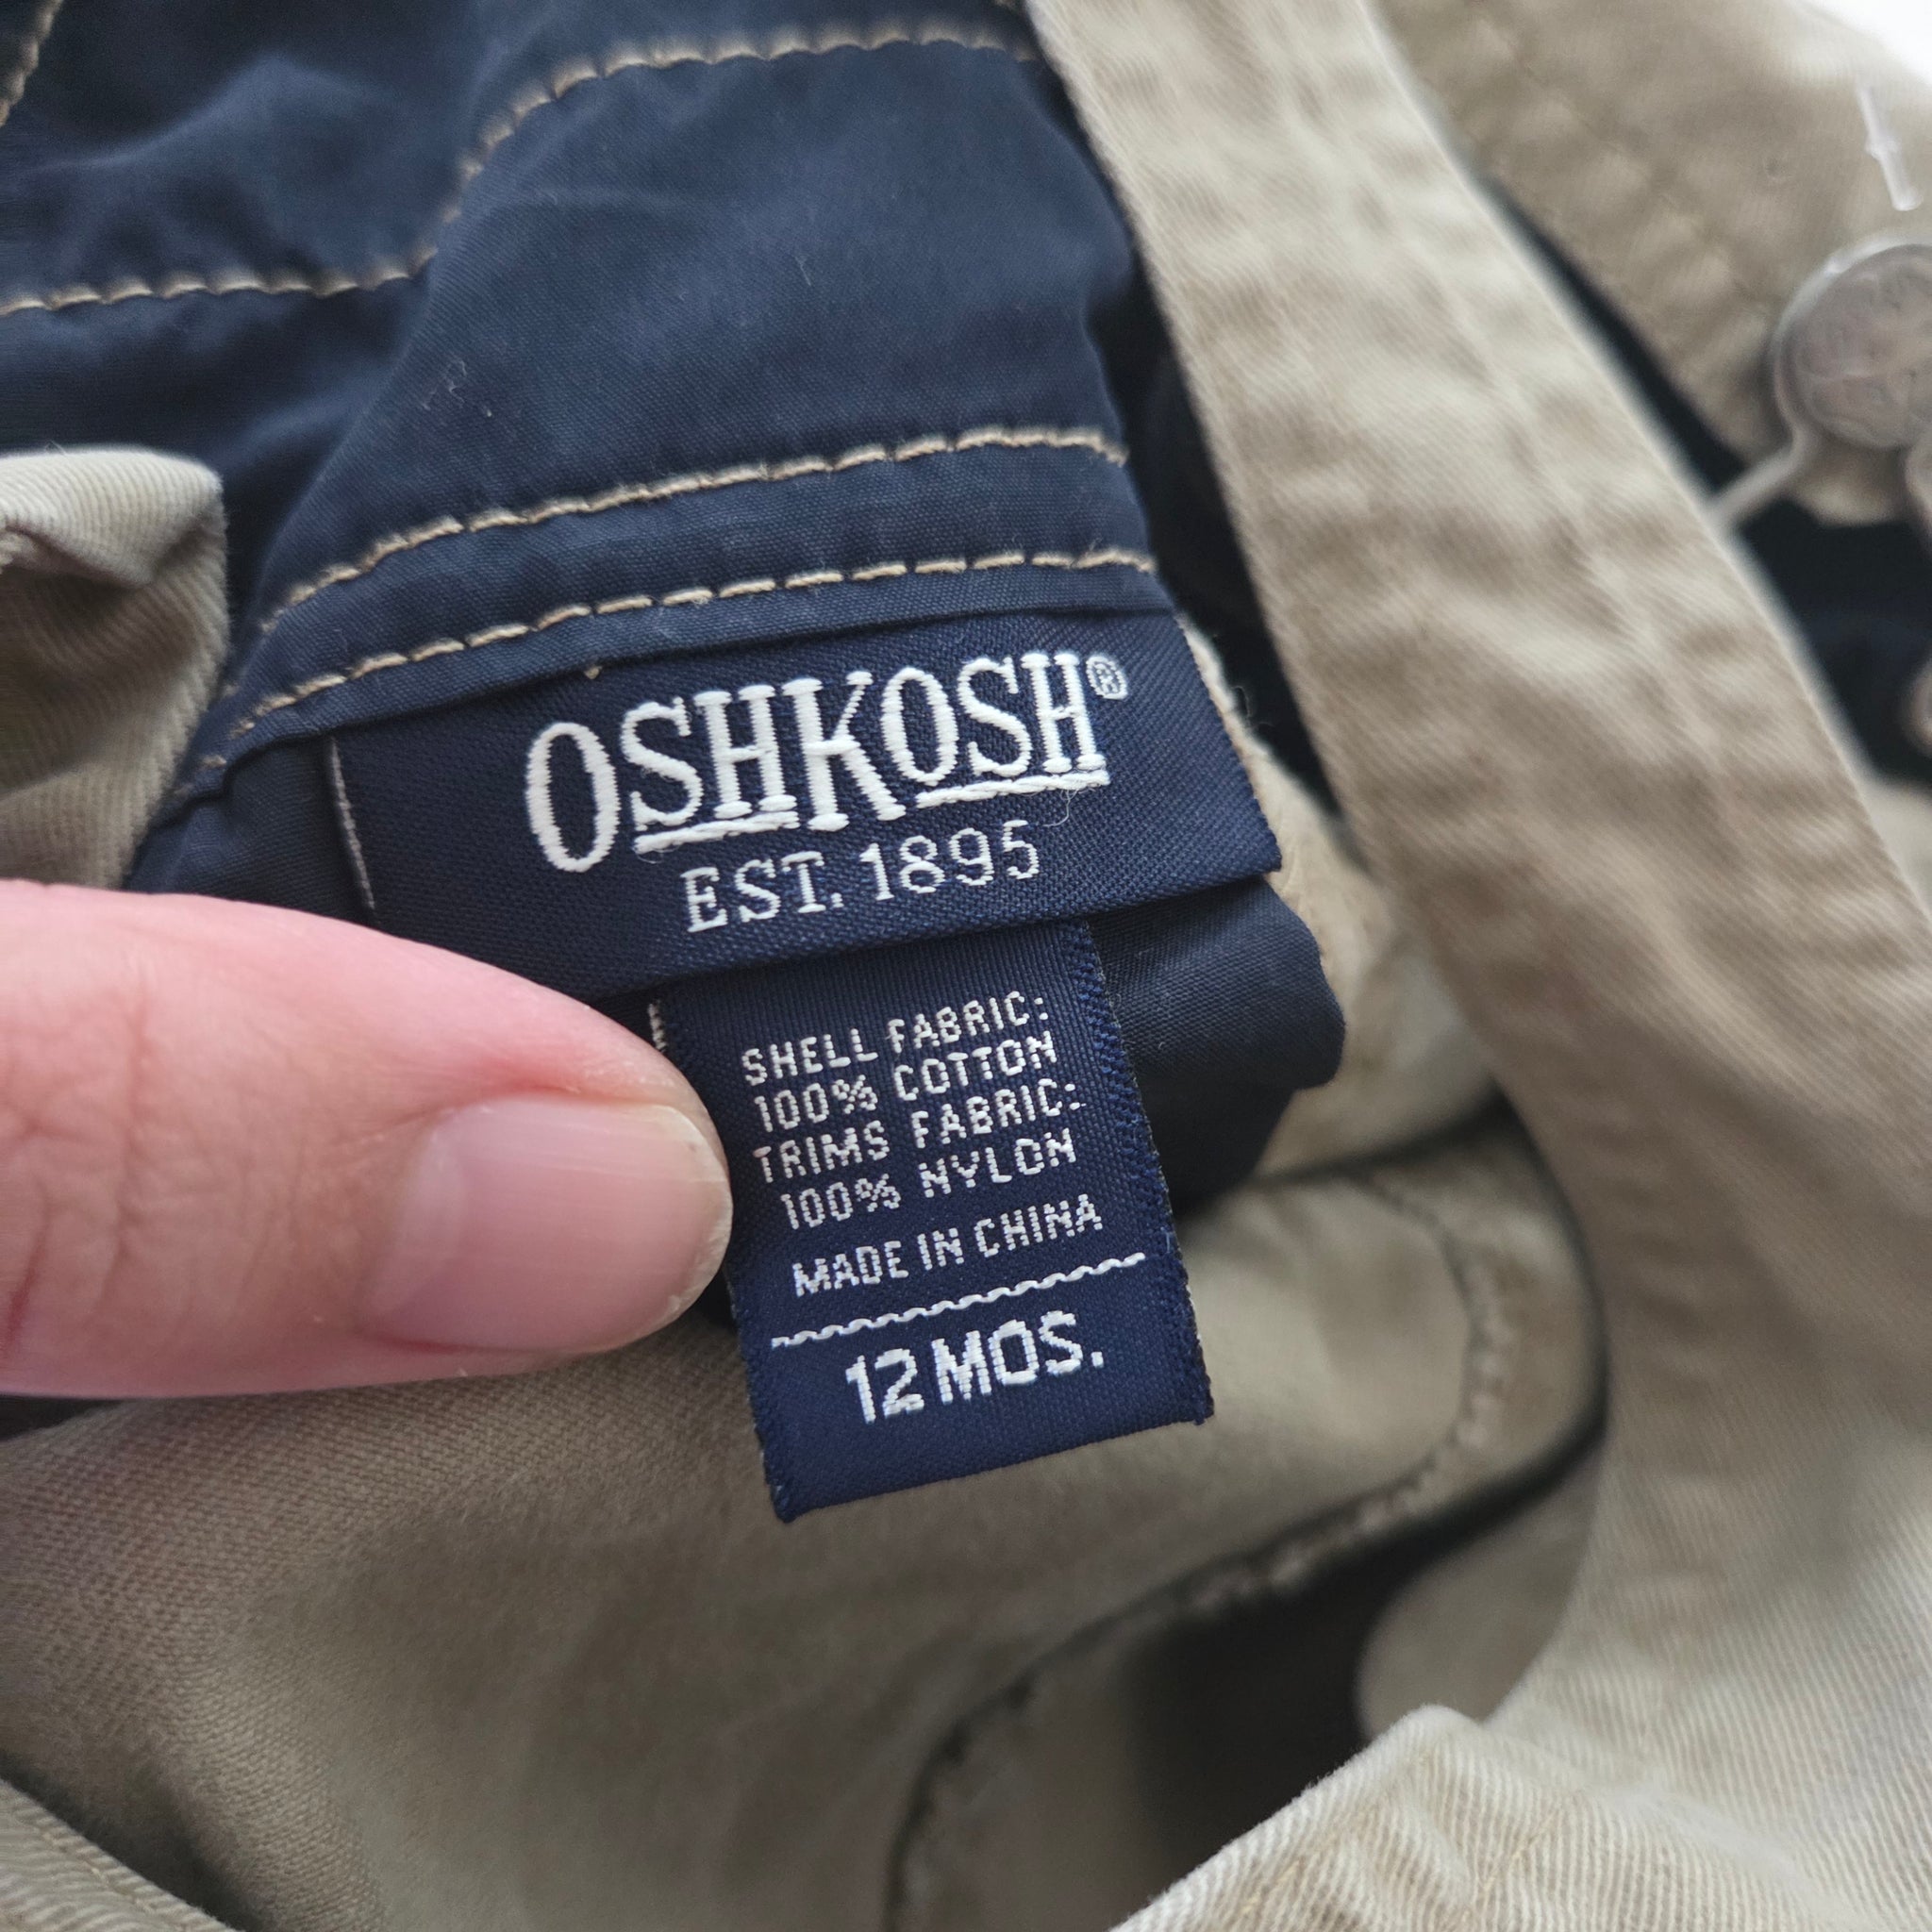 OSHKOSH®
EST. 1895
SHELL FABRIC:
100% COTTON
TRIMS FABRIC:
100% NYLON
MADE IN CHINA
12 MOS.